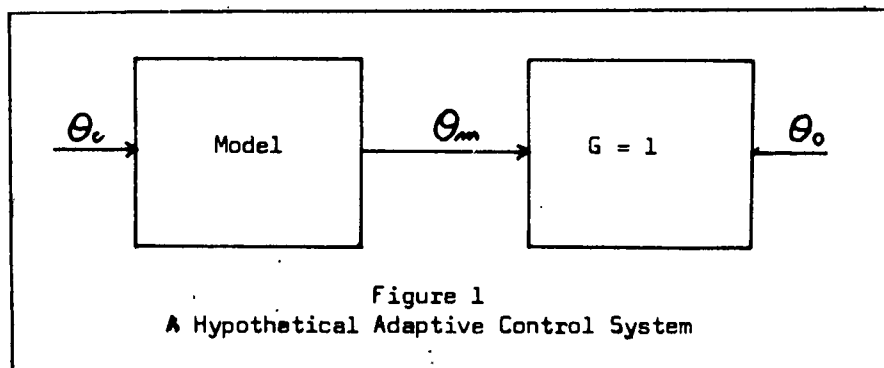 θc
Model
θm
G = 1
θo
Figure 1
A Hypothetical Adaptive Control System